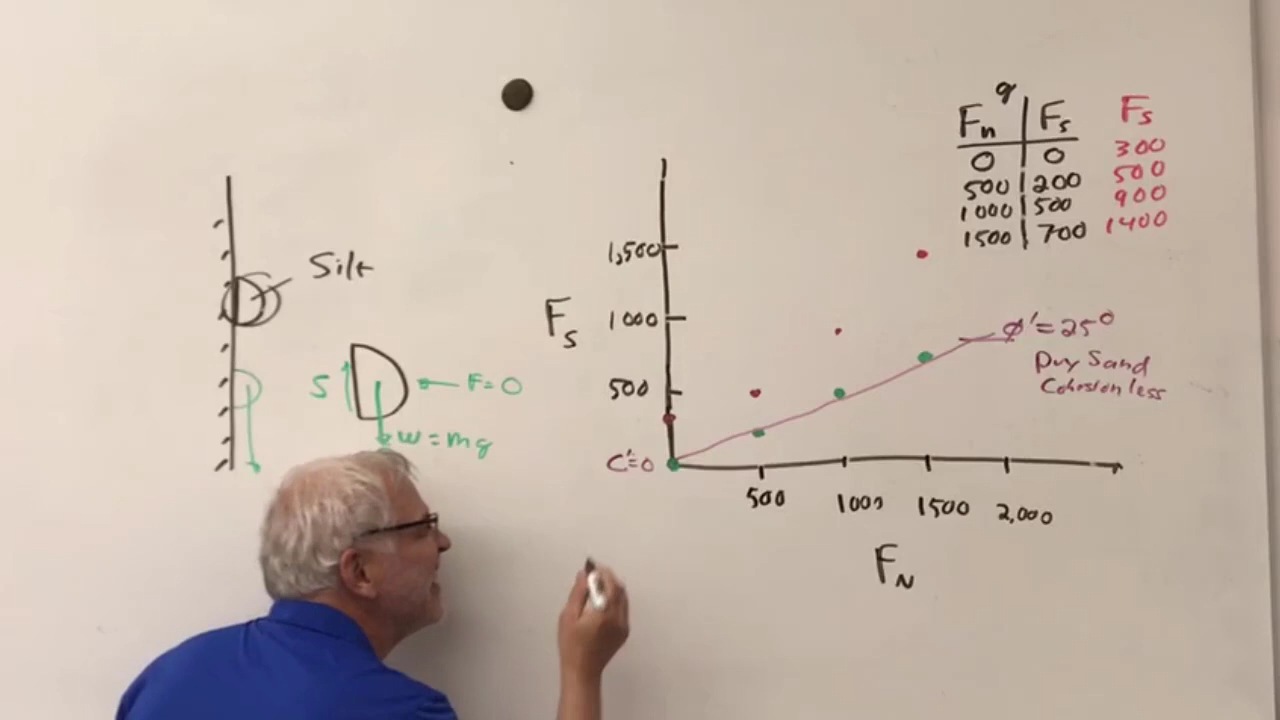 Silt
S
F=0
W=mg
g
Fn Fs Fs
0 0 300
500 200 500
1000 500 900
1500 700 1400
1,500
Fs 1000
500
C'=0
ϕ'=25°
Dry Sand
Cohesionless
500 1000 1500 2,000
FN